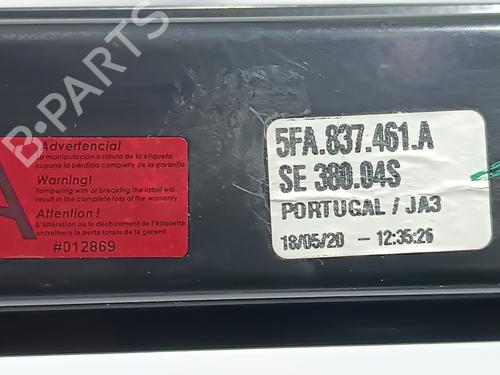 B-PARTS
Advertencia!
Se manipulación o rotura de la etiqueta
supone la pérdida completa de la garantía
Warning!
Tampering with or breaking the label will
result in the complete loss of warranty
Attention !
L'altération ou le déchirement de l'étiquette
entraînera la perte totale de la garanti
#012869
5FA.837.461.A
SE 380.04S
PORTUGAL / JA3
18/05/20 - 12:35:26